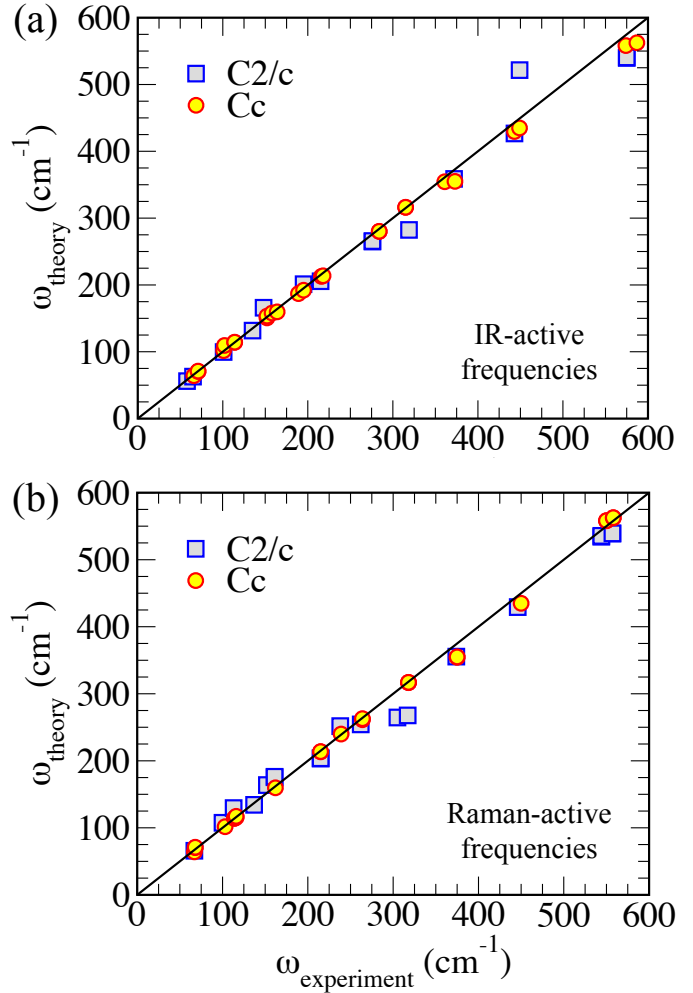 (a)
600
500
400
300
200
100
0
ω_theory (cm⁻¹)
C2/c
Cc
IR-active
frequencies
0 100 200 300 400 500 600
(b)
600
500
400
300
200
100
0
ω_theory (cm⁻¹)
C2/c
Cc
Raman-active
frequencies
0 100 200 300 400 500 600
ω_experiment (cm⁻¹)